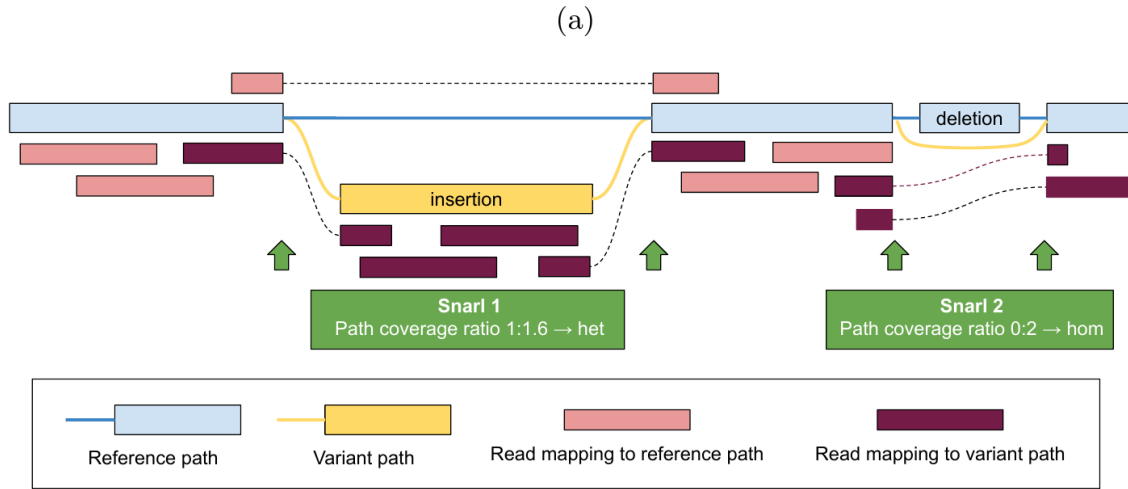 (a)
deletion
insertion
Snarl 1
Path coverage ratio 1:1.6 → het
Snarl 2
Path coverage ratio 0:2 → hom
Reference path
Variant path
Read mapping to reference path
Read mapping to variant path